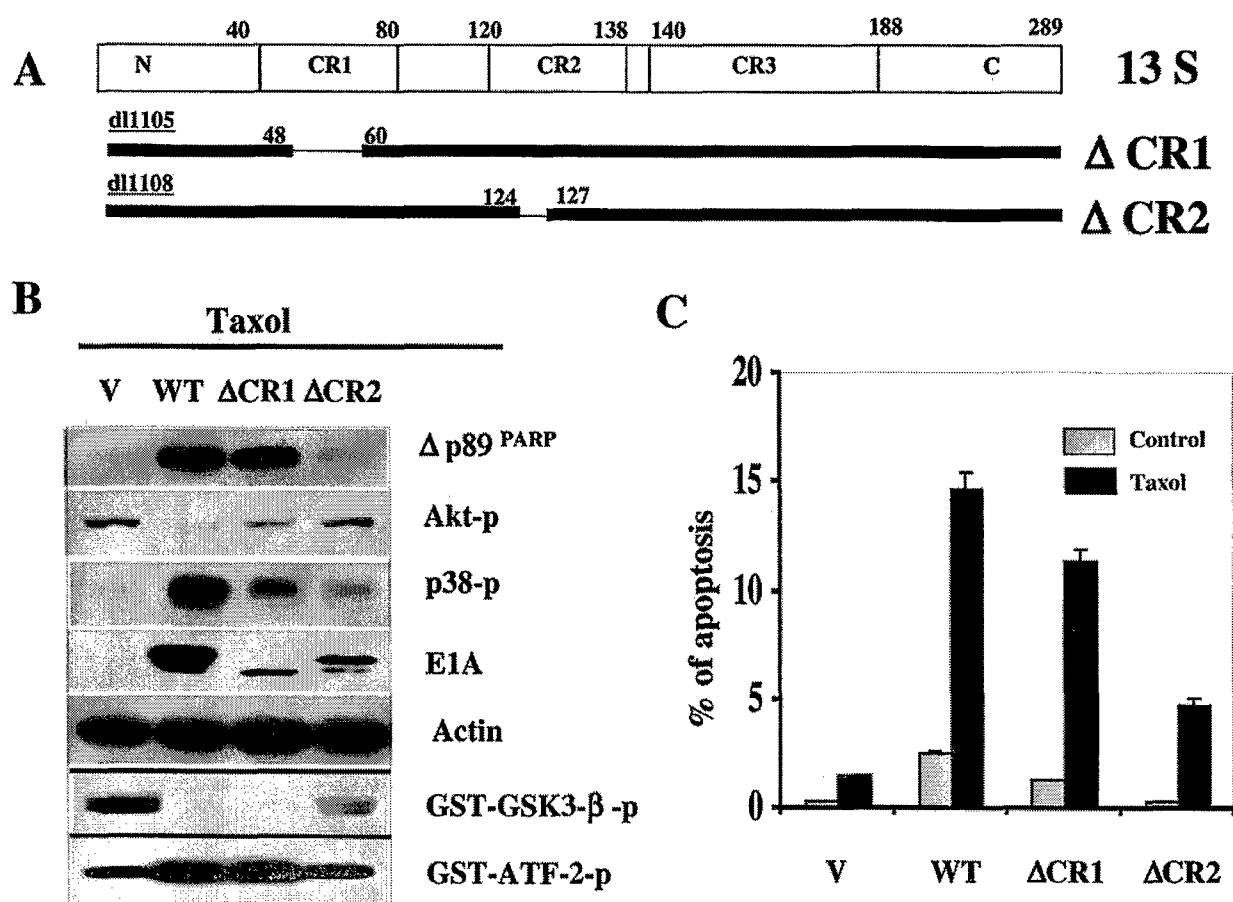 A
40 80 120 138 140 188 289
N CR1 CR2 CR3 C
13 S
dl1105
48 60
Δ CR1
dl1108
124 127
Δ CR2
B
Taxol
V WT ΔCR1 ΔCR2
Δ p89 PARP
Akt-p
p38-p
E1A
Actin
GST-GSK3-β -p
GST-ATF-2-p
C
% of apoptosis
20
15
10
5
0
Control
Taxol
V WT ΔCR1 ΔCR2